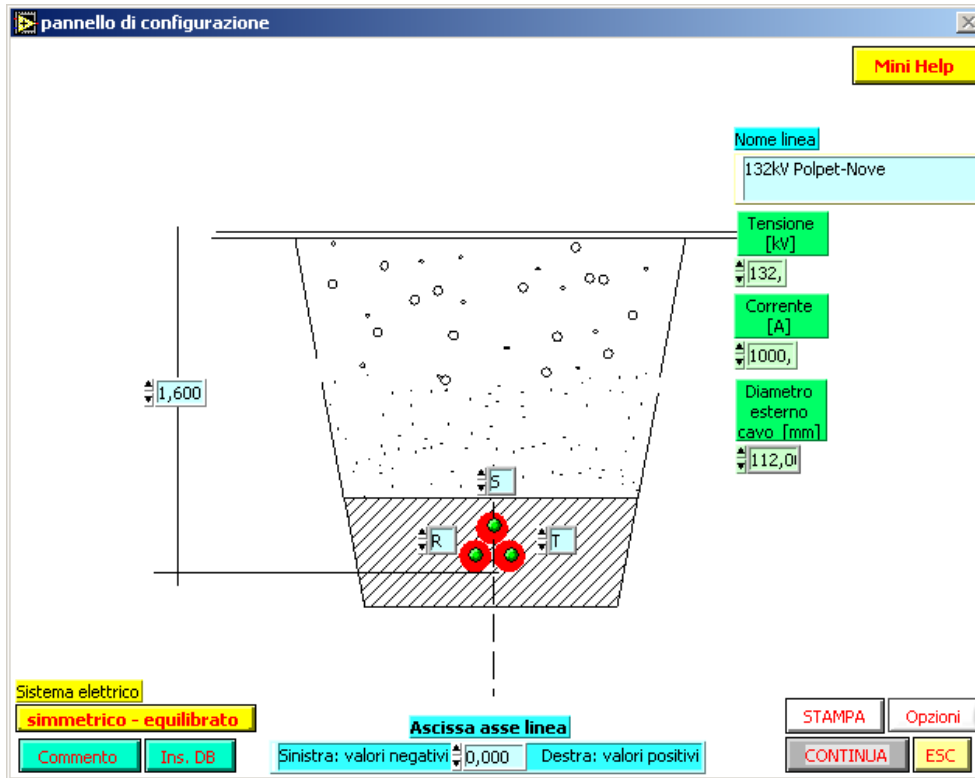 pannello di configurazione
Mini Help
Nome linea
132kV Polpet-Nove
Tensione
[kV]
132,
Corrente
[A]
1000,
1,600
Diametro
esterno
cavo [mm]
112,0
S
R
T
Sistema elettrico
simmetrico - equilibrato
Commento
Ins. DB
Ascissa asse linea
Sinistra: valori negativi
0,000
Destra: valori positivi
STAMPA
Opzioni
CONTINUA
ESC